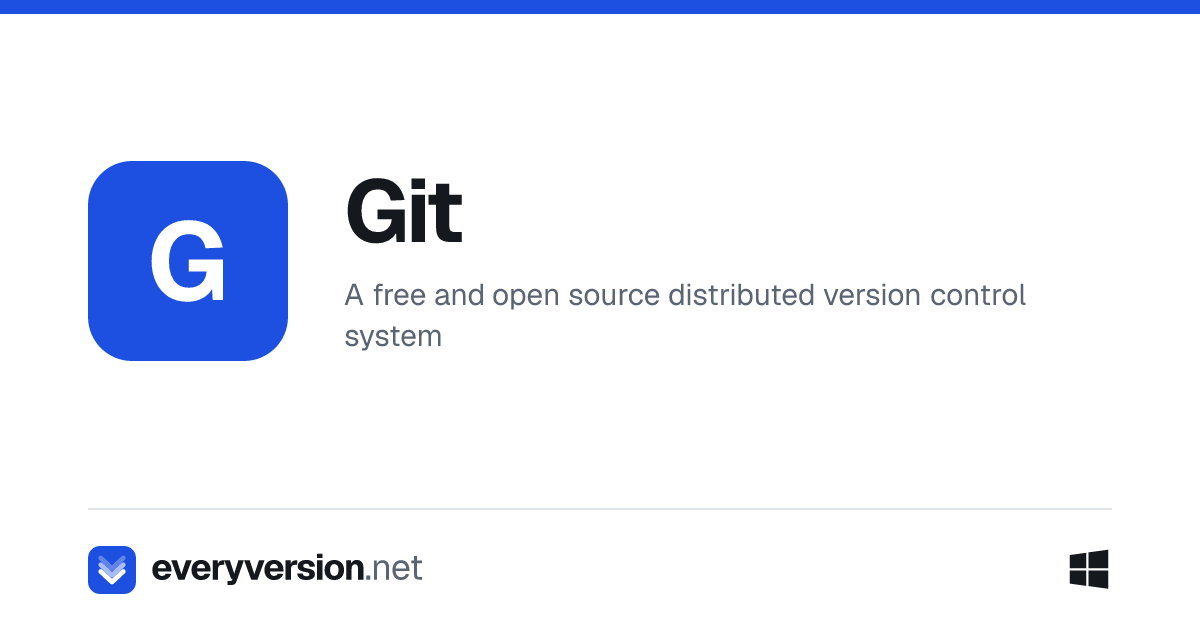 G
Git
A free and open source distributed version control
system
everyversion.net